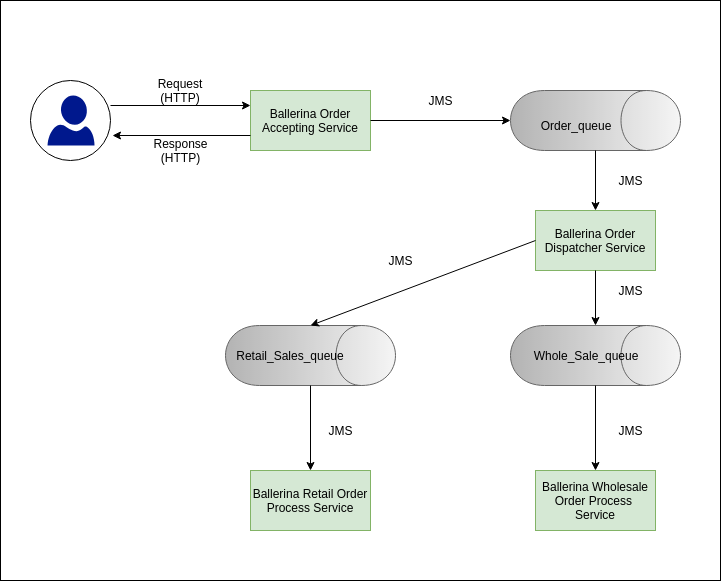 Request
(HTTP)
Ballerina Order
Accepting Service
JMS
Order_queue
Response
(HTTP)
JMS
Ballerina Order
Dispatcher Service
JMS
JMS
Retail_Sales_queue
Whole_Sale_queue
JMS
JMS
Ballerina Retail Order
Process Service
Ballerina Wholesale
Order Process
Service